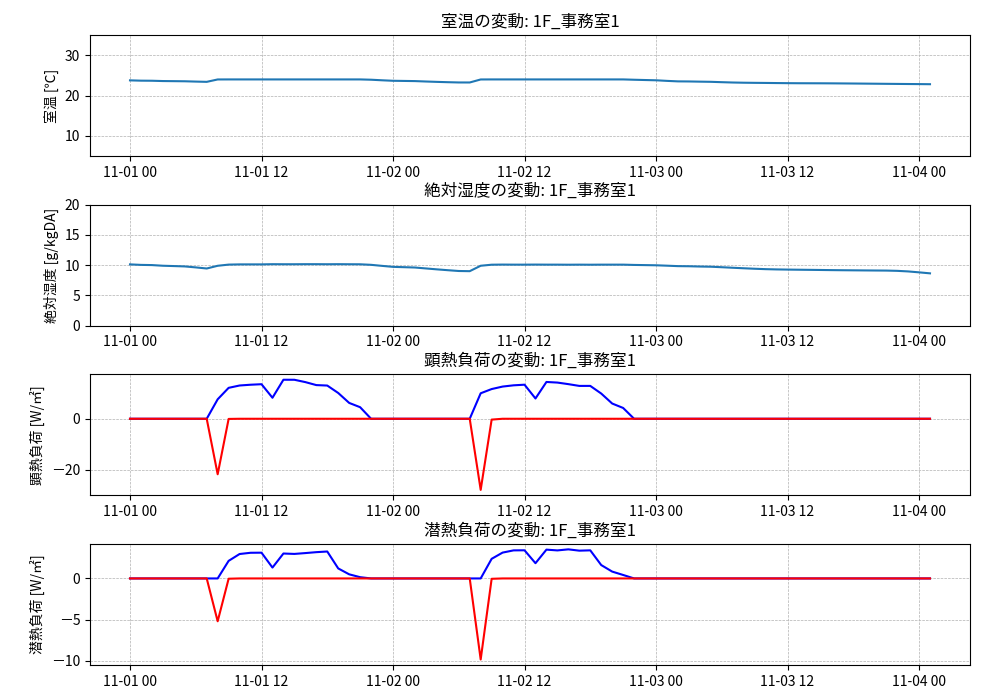 室温の変動: 1F_事務室1
室温 [℃]
30
20
10
11-01 00 11-01 12 11-02 00 11-02 12 11-03 00 11-03 12 11-04 00
絶対湿度の変動: 1F_事務室1
絶対湿度 [g/kgDA]
20
15
10
5
0
11-01 00 11-01 12 11-02 00 11-02 12 11-03 00 11-03 12 11-04 00
顕熱負荷の変動: 1F_事務室1
顕熱負荷 [W/㎡]
0
−20
11-01 00 11-01 12 11-02 00 11-02 12 11-03 00 11-03 12 11-04 00
潜熱負荷の変動: 1F_事務室1
潜熱負荷 [W/㎡]
0
−5
−10
11-01 00 11-01 12 11-02 00 11-02 12 11-03 00 11-03 12 11-04 00